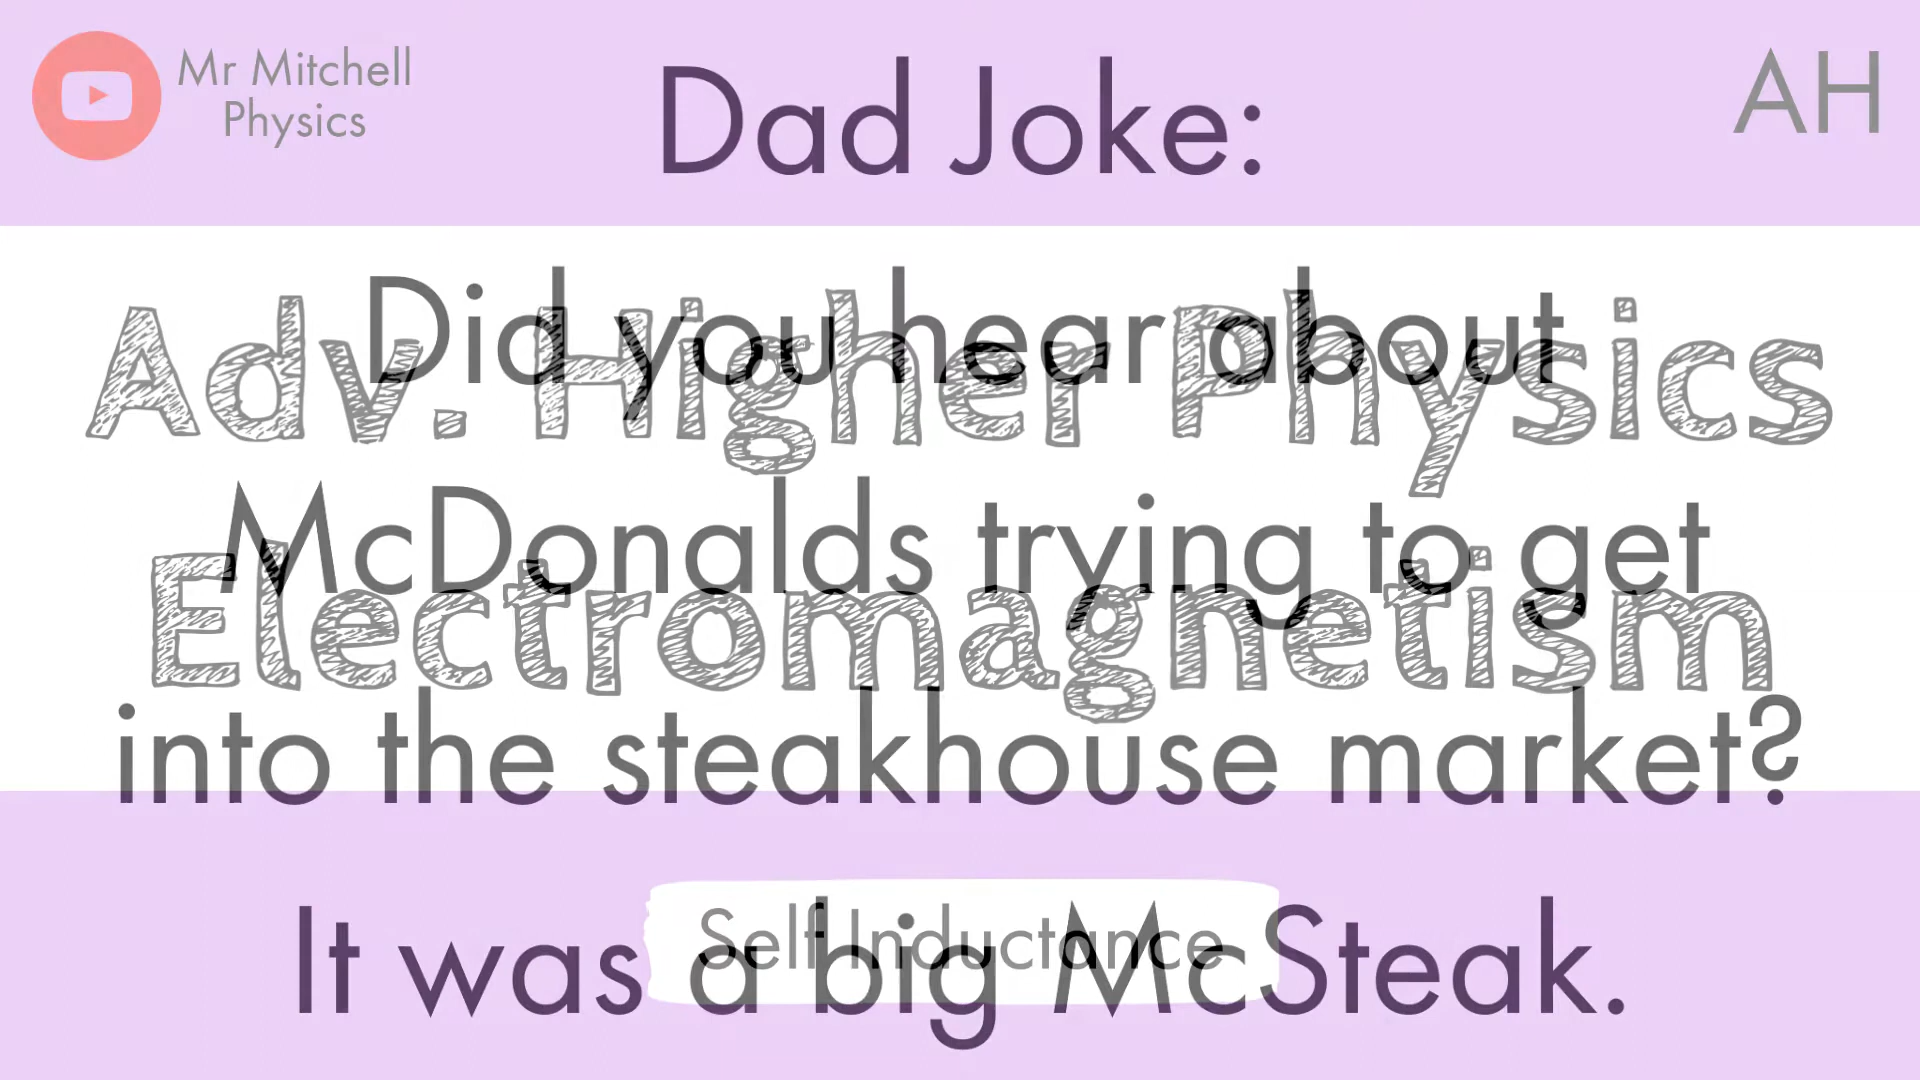 Mr Mitchell
Physics
AH
Dad Joke:
Did you hear about
McDonalds trying to get
into the steakhouse market?
It was a big McSteak.
Adv. Higher Physics
Electromagnetism
Self Inductance